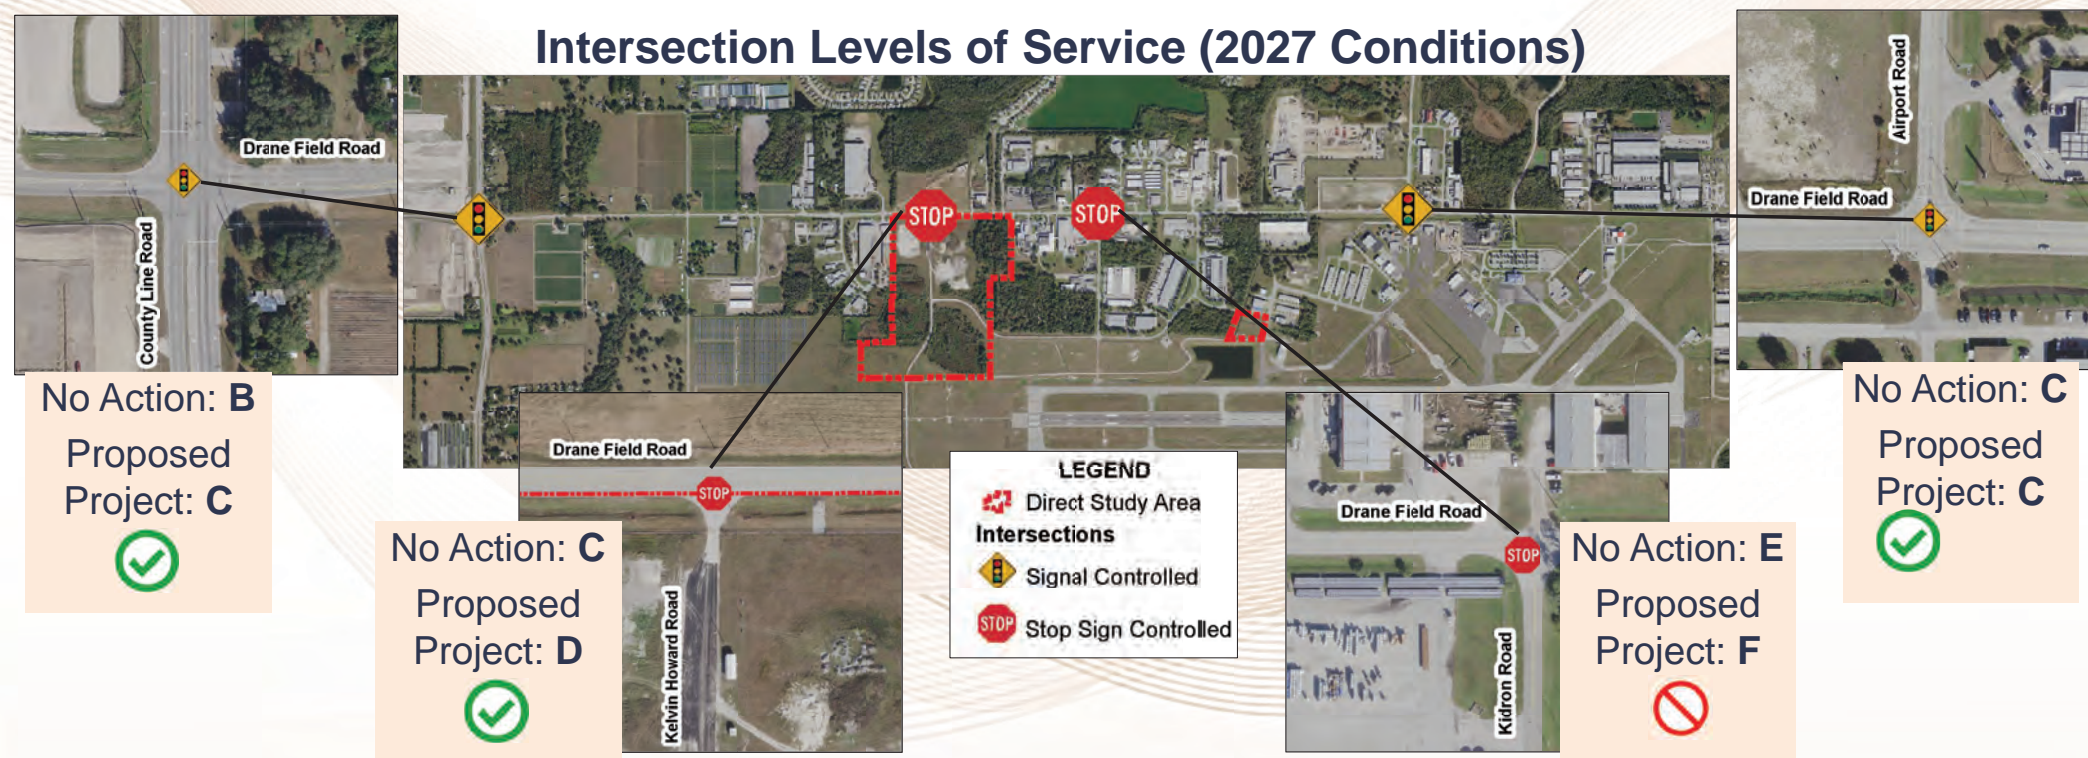 Intersection Levels of Service (2027 Conditions)
Drane Field Road
County Line Road
No Action: B
Proposed
Project: C
STOP
STOP
Drane Field Road
STOP
Kelvin Howard Road
No Action: C
Proposed
Project: D
LEGEND
Direct Study Area
Intersections
Signal Controlled
STOP
Stop Sign Controlled
Drane Field Road
STOP
Kidron Road
No Action: E
Proposed
Project: F
Airport Road
Drane Field Road
No Action: C
Proposed
Project: C